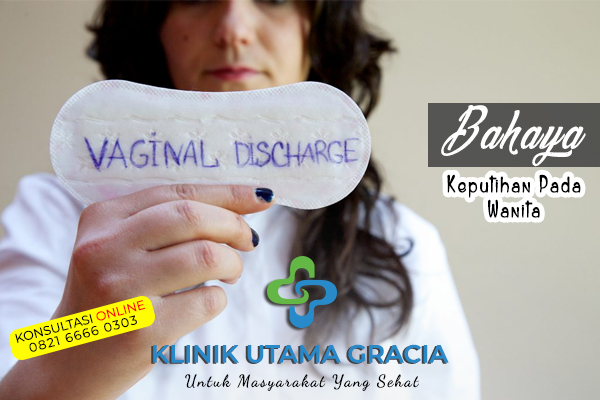 VAGINAL DISCHARGE
Bahaya
Keputihan Pada
Wanita
KONSULTASI ONLINE
0821 6666 0303
KLINIK UTAMA GRACIA
Untuk Masyarakat Yang Sehat